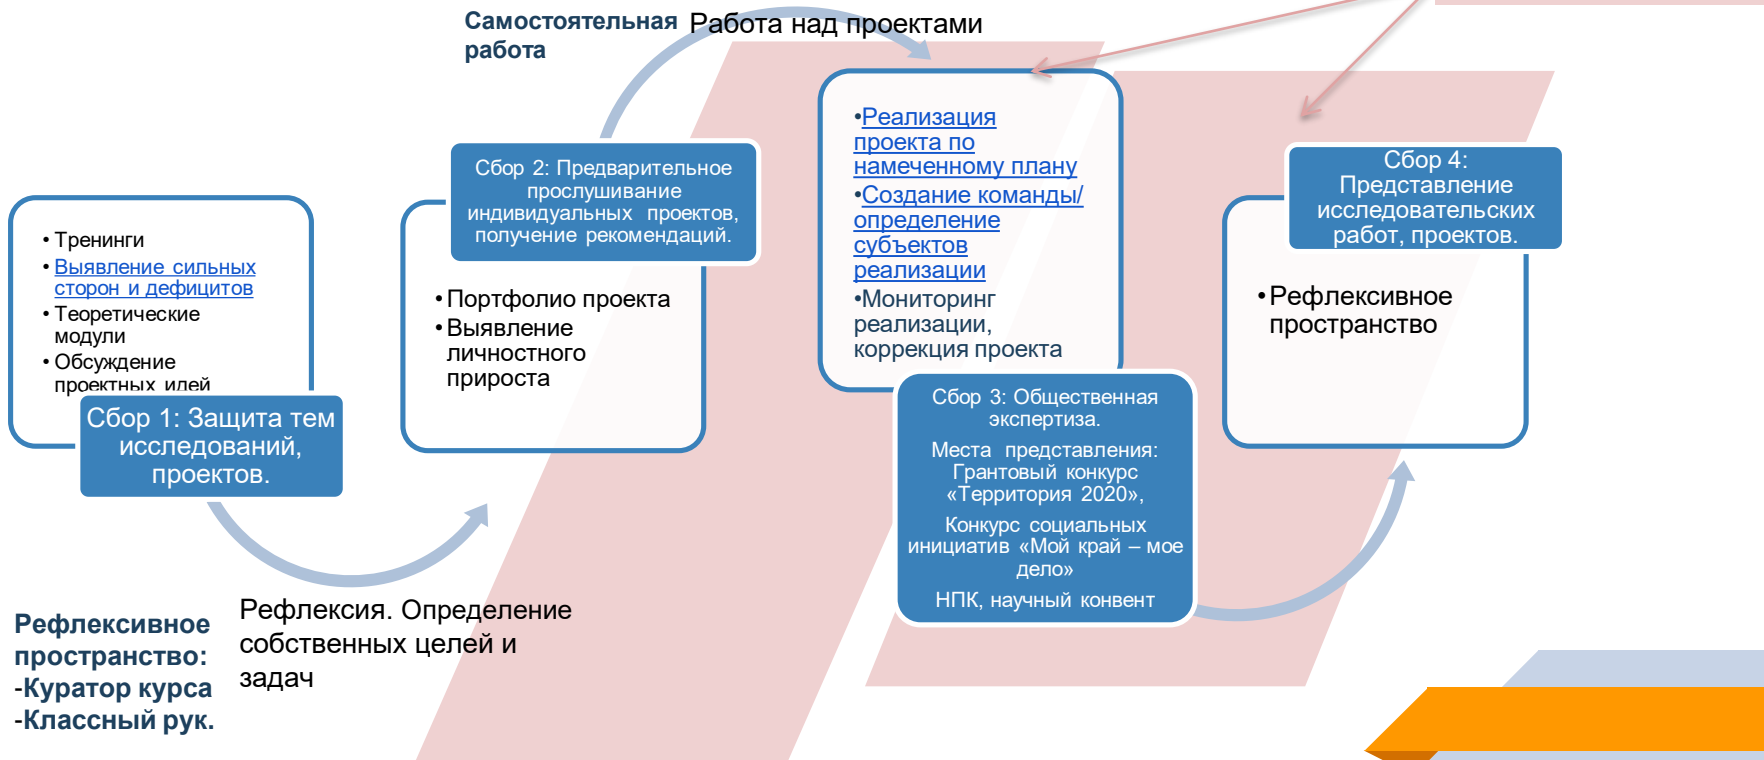 Самостоятельная
работа
Работа над проектами
• Тренинги
• Выявление сильных
сторон и дефицитов
• Теоретические
модули
• Обсуждение
проектных идей
Сбор 1: Защита тем
исследований,
проектов.
Рефлексивное
пространство:
-Куратор курса
-Классный рук.
Рефлексия. Определение
собственных целей и
задач
Сбор 2: Предварительное
прослушивание
индивидуальных проектов,
получение рекомендаций.
• Портфолио проекта
• Выявление
личностного
прироста
•Реализация
проекта по
намеченному плану
•Создание команды/
определение
субъектов
реализации
•Мониторинг
реализации,
коррекция проекта
Сбор 3: Общественная
экспертиза.
Места представления:
Грантовый конкурс
«Территория 2020»,
Конкурс социальных
инициатив «Мой край – мое
дело»
НПК, научный конвент
Сбор 4:
Представление
исследовательских
работ, проектов.
•Рефлексивное
пространство